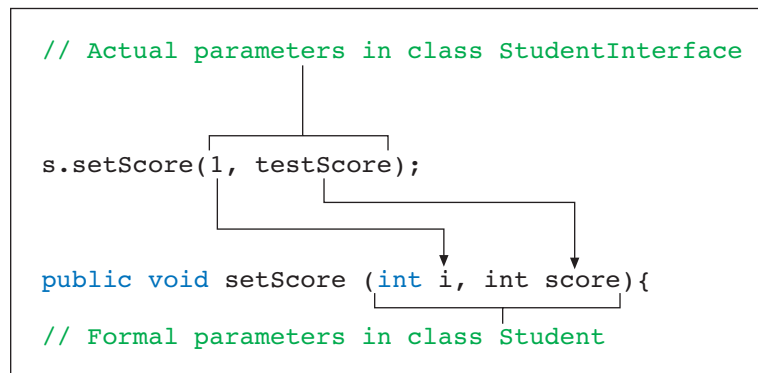 // Actual parameters in class StudentInterface
s.setScore(1, testScore);
public void setScore (int i, int score){
// Formal parameters in class Student